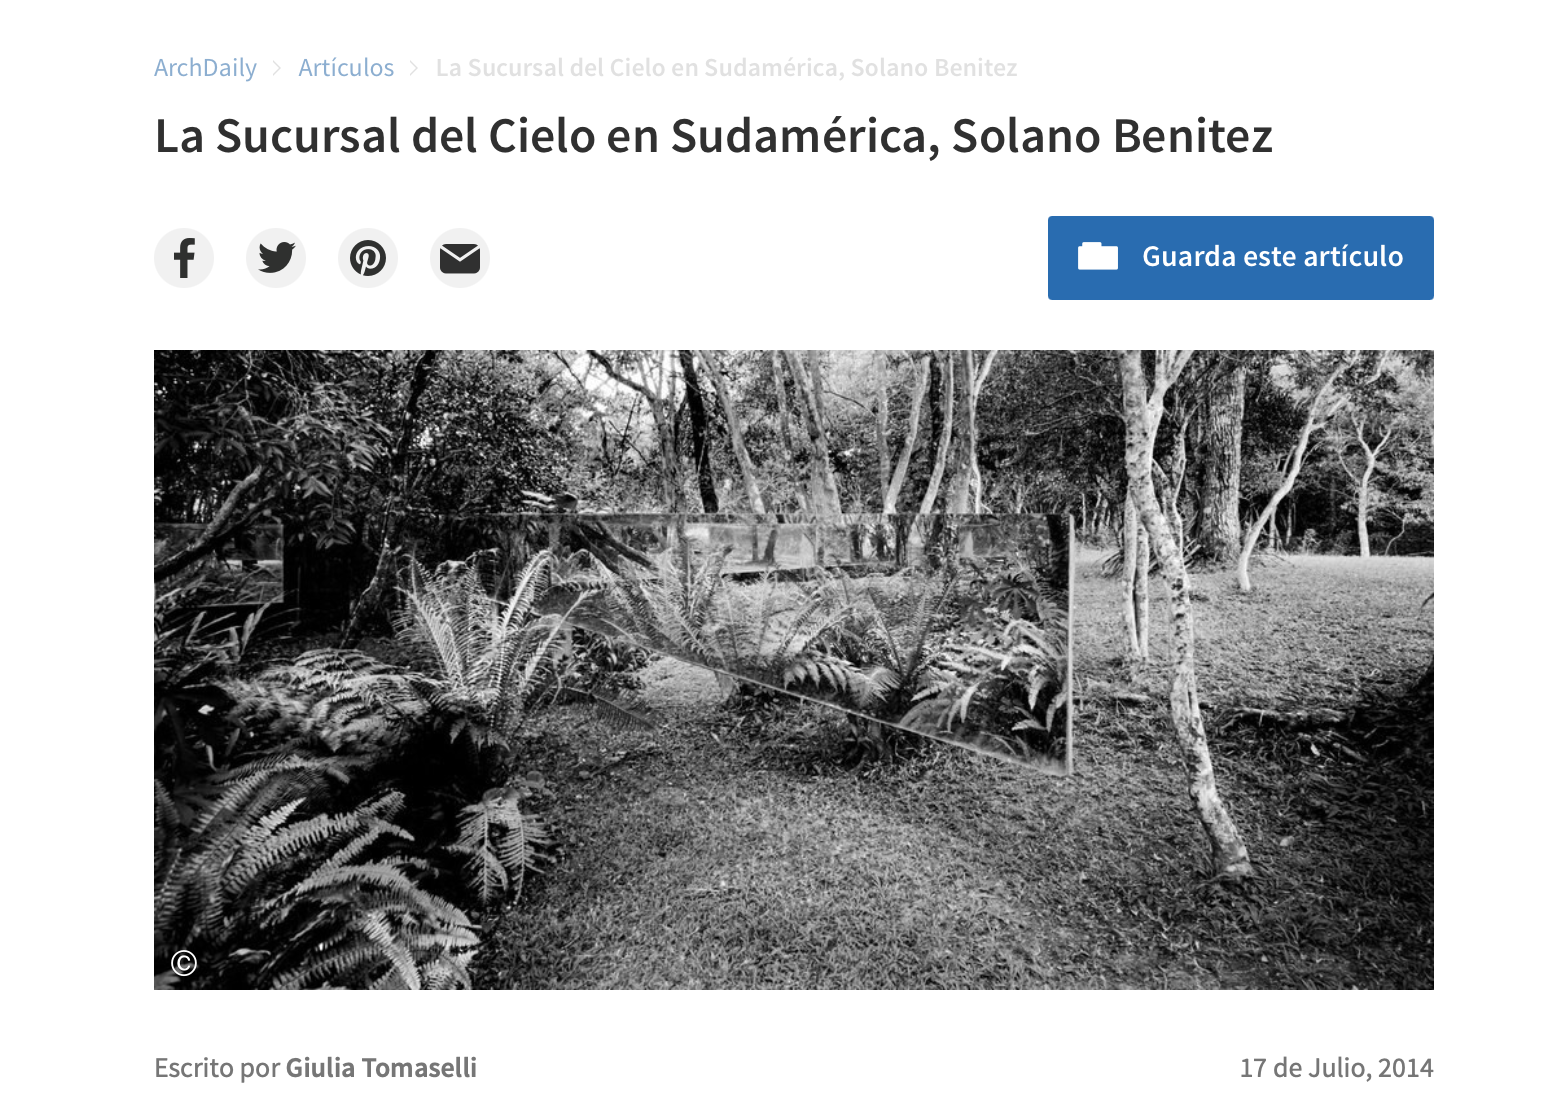 ArchDaily > Artículos > La Sucursal del Cielo en Sudamérica, Solano Benitez
La Sucursal del Cielo en Sudamérica, Solano Benitez
Guarda este artículo
©
Escrito por Giulia Tomaselli
17 de Julio, 2014